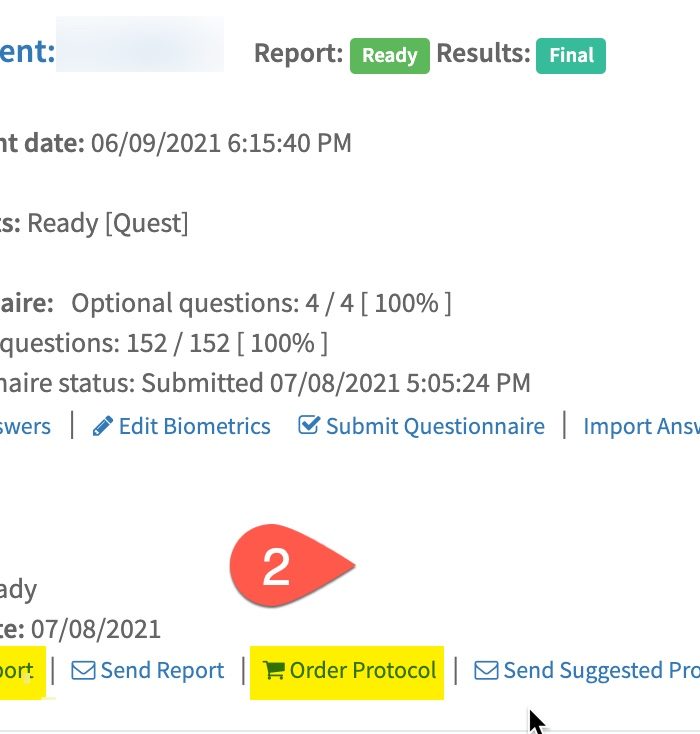 ent: Report: Ready Results: Final
nt date: 06/09/2021 6:15:40 PM
ts: Ready [Quest]
aire: Optional questions: 4 / 4 [ 100% ]
questions: 152 / 152 [ 100% ]
naire status: Submitted 07/08/2021 5:05:24 PM
swers | Edit Biometrics Submit Questionnaire | Import Answ
2
ady
te: 07/08/2021
port | Send Report | Order Protocol | Send Suggested Pro